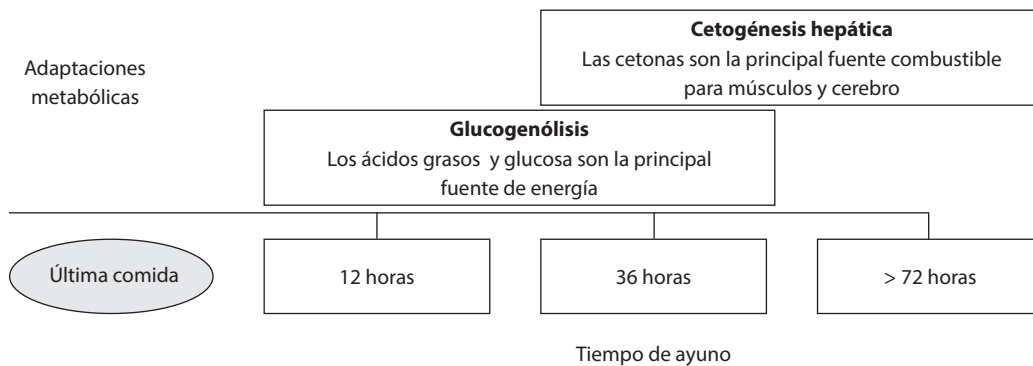 Cetogénesis hepática
Las cetonas son la principal fuente combustible
para músculos y cerebro
Adaptaciones
metabólicas
Glucogenólisis
Los ácidos grasos y glucosa son la principal
fuente de energía
Última comida
12 horas
36 horas
> 72 horas
Tiempo de ayuno